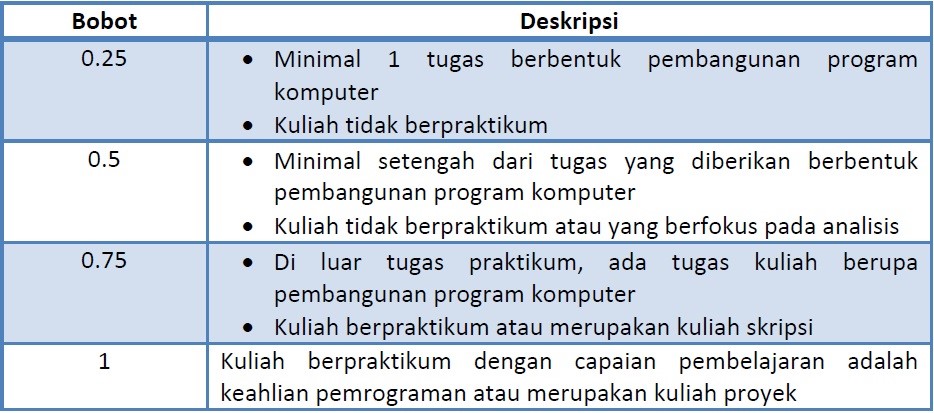 Bobot Deskripsi
0.25 • Minimal 1 tugas berbentuk pembangunan program
komputer
• Kuliah tidak berpraktikum
0.5 • Minimal setengah dari tugas yang diberikan berbentuk
pembangunan program komputer
• Kuliah tidak berpraktikum atau yang berfokus pada analisis
0.75 • Di luar tugas praktikum, ada tugas kuliah berupa
pembangunan program komputer
• Kuliah berpraktikum atau merupakan kuliah skripsi
1 Kuliah berpraktikum dengan capaian pembelajaran adalah
keahlian pemrograman atau merupakan kuliah proyek